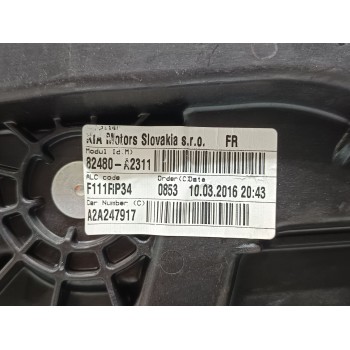 KIA Motors Slovakia s.r.o. FR
Modul Id.M)
82480-A2311
ALC code Order(C.)Date
F111RP34 0853 10.03.2016 20:43
Car Number (C)
A2A247917